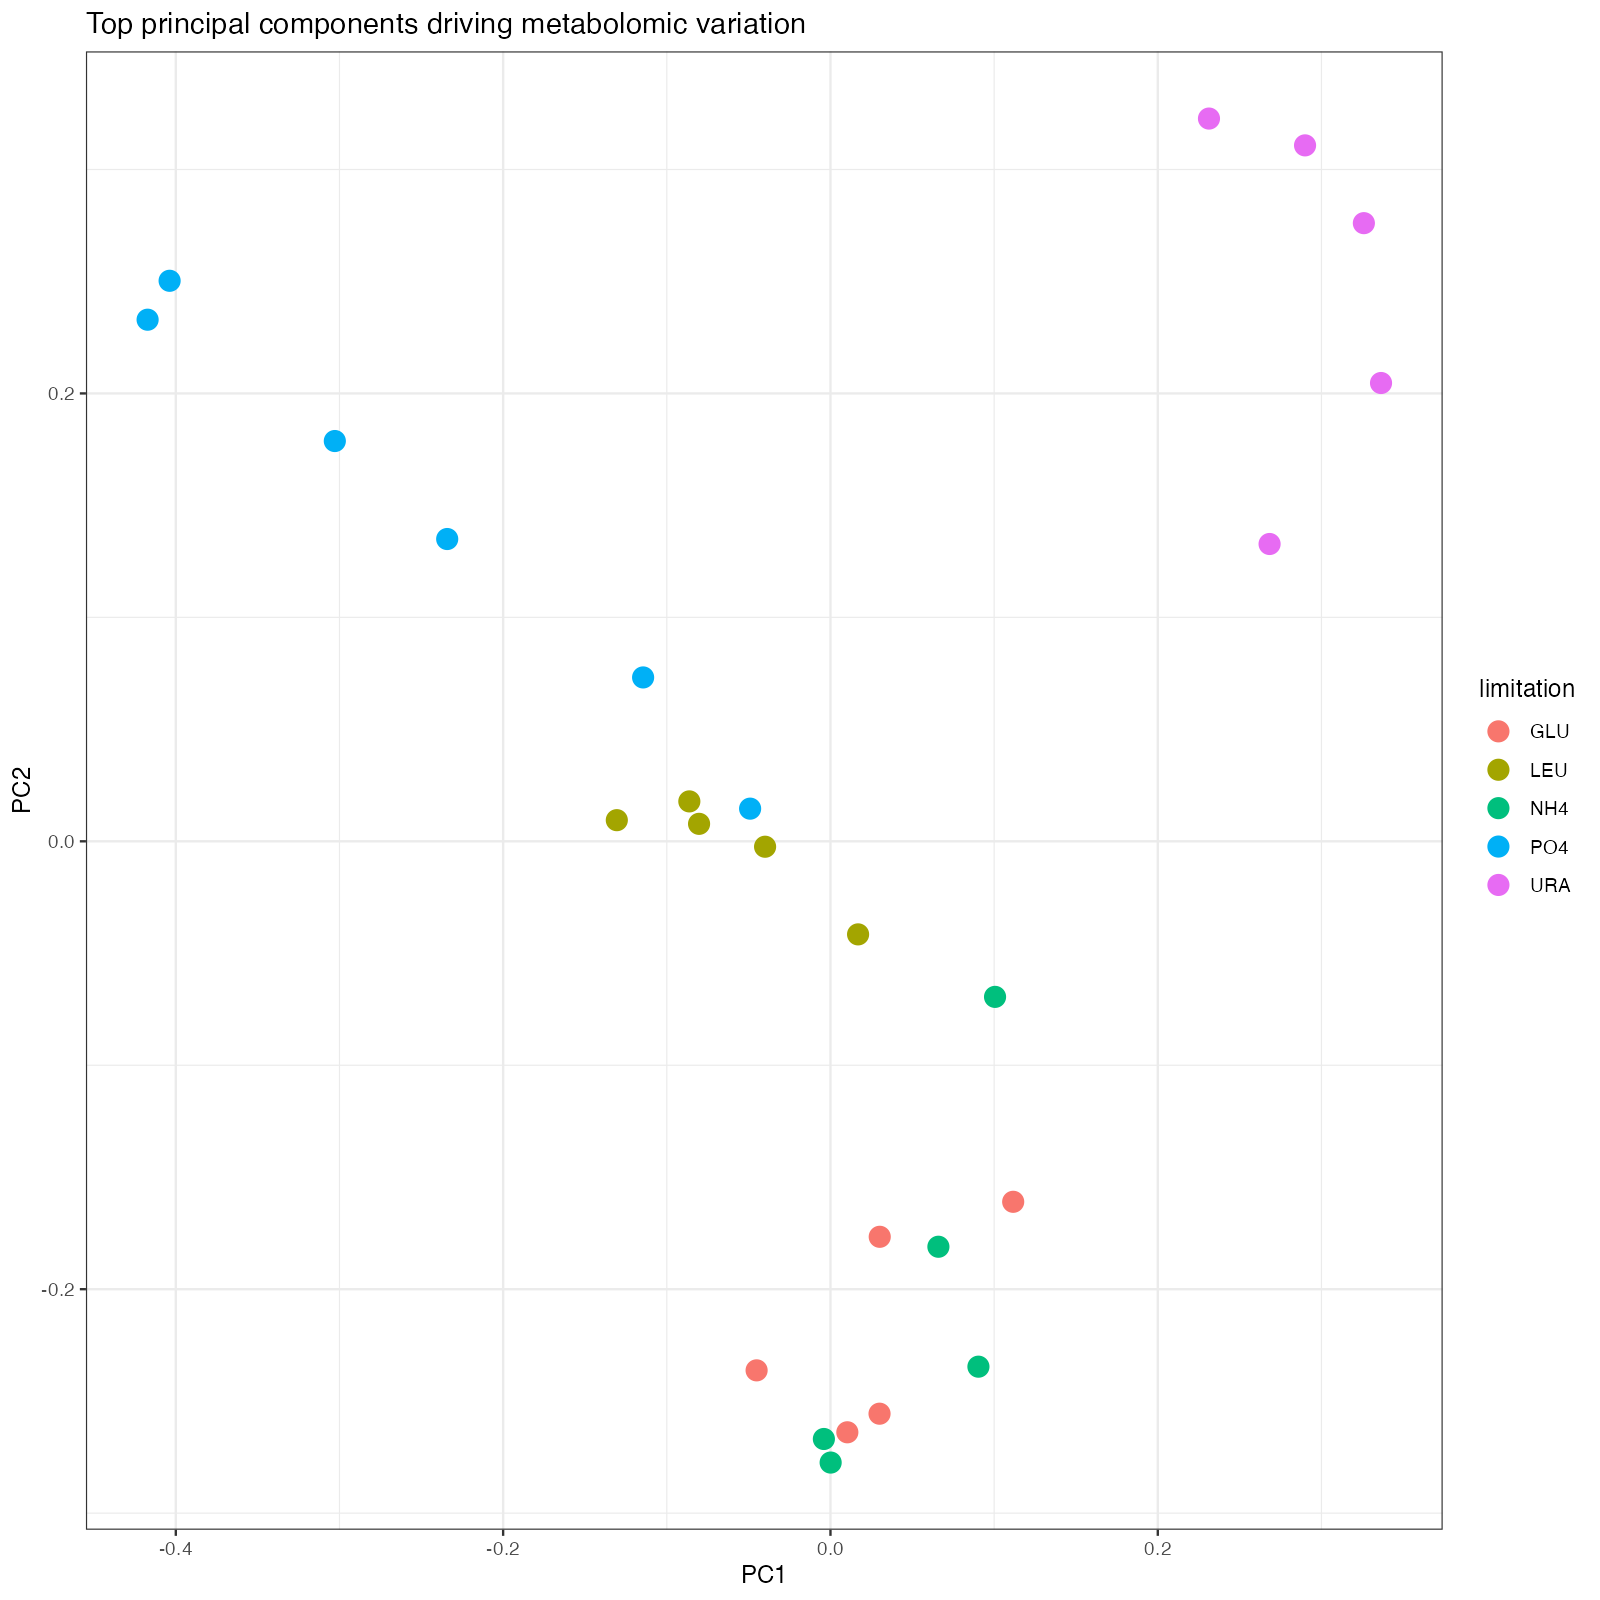 Top principal components driving metabolomic variation
PC2
0.2
0.0
-0.2
-0.4
-0.2
0.0
0.2
PC1
limitation
GLU
LEU
NH4
PO4
URA